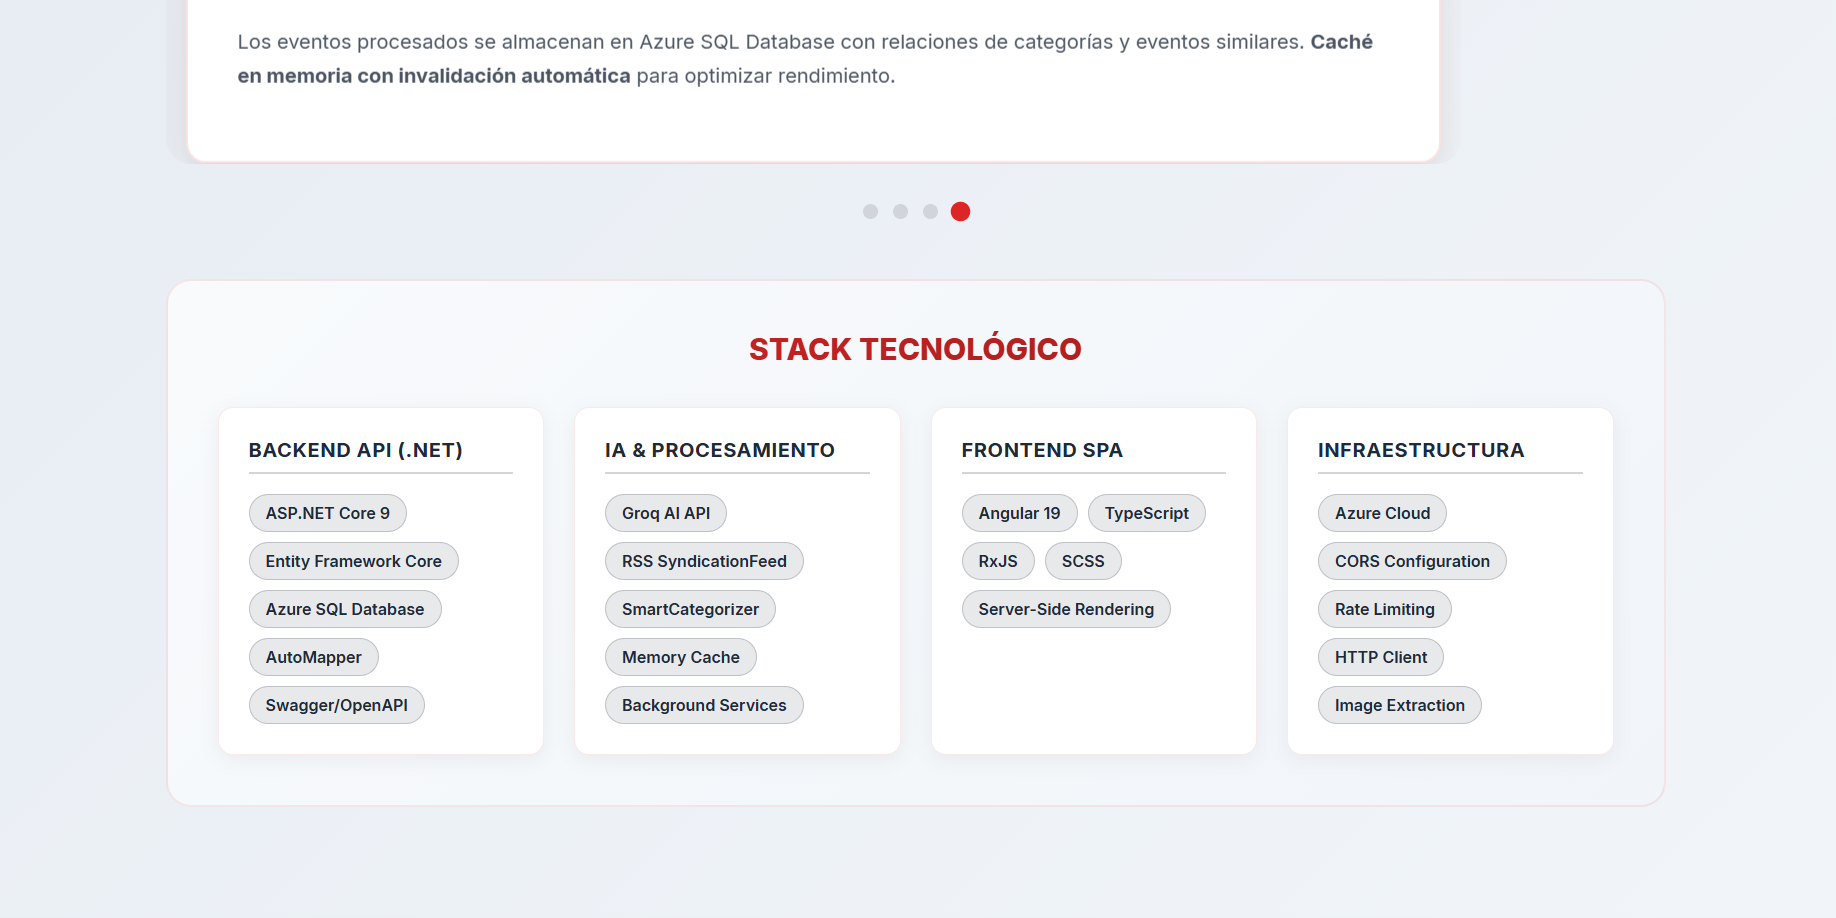 Los eventos procesados se almacenan en Azure SQL Database con relaciones de categorías y eventos similares. Caché
en memoria con invalidación automática para optimizar rendimiento.
STACK TECNOLÓGICO
BACKEND API (.NET)
ASP.NET Core 9
Entity Framework Core
Azure SQL Database
AutoMapper
Swagger/OpenAPI
IA & PROCESAMIENTO
Groq AI API
RSS SyndicationFeed
SmartCategorizer
Memory Cache
Background Services
FRONTEND SPA
Angular 19 TypeScript
RxJS SCSS
Server-Side Rendering
INFRAESTRUCTURA
Azure Cloud
CORS Configuration
Rate Limiting
HTTP Client
Image Extraction